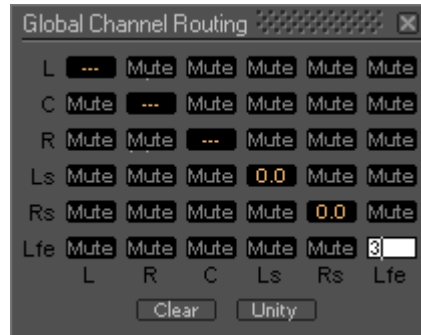 Global Channel Routing
L --- Mute Mute Mute Mute Mute
C Mute --- Mute Mute Mute Mute
R Mute Mute --- Mute Mute Mute
Ls Mute Mute Mute 0.0 Mute Mute
Rs Mute Mute Mute Mute 0.0 Mute
Lfe Mute Mute Mute Mute Mute 3
L R C Ls Rs Lfe
Clear Unity